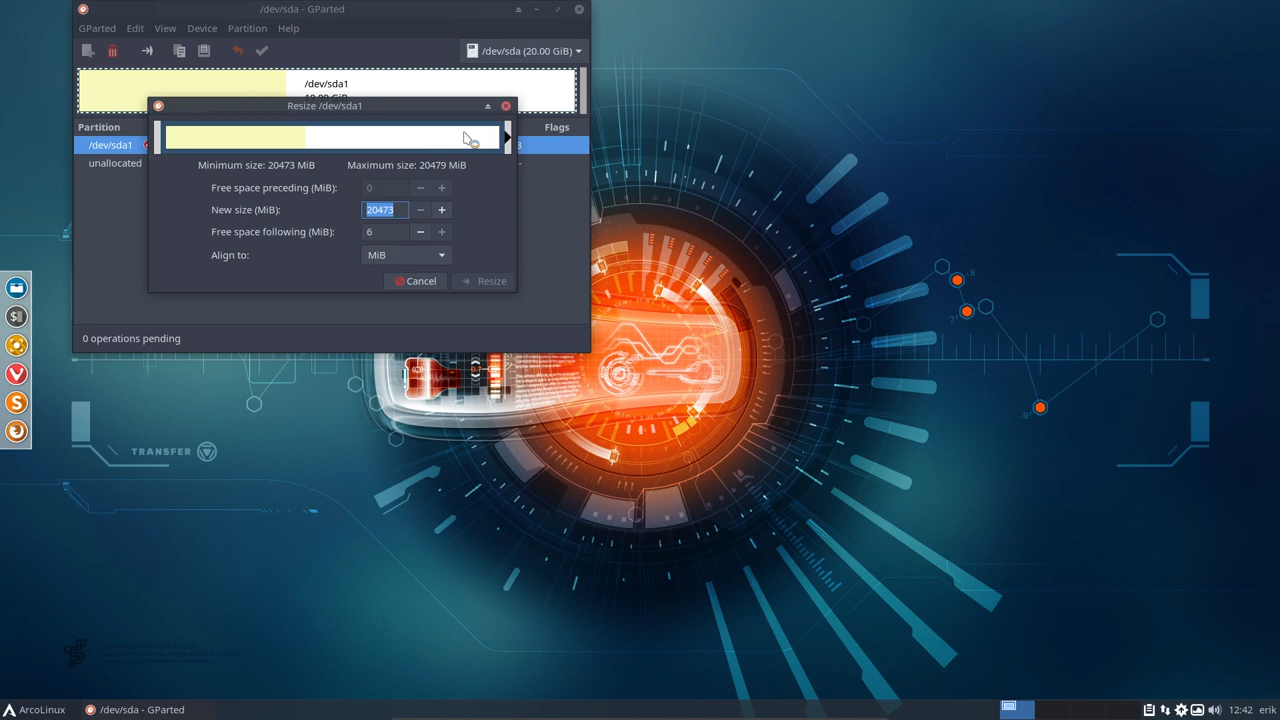 /dev/sda - GParted
GParted Edit View Device Partition Help
/dev/sda (20.00 GiB)
/dev/sda1
Resize /dev/sda1
Partition
Flags
/dev/sda1
unallocated
Minimum size: 20473 MiB
Maximum size: 20479 MiB
Free space preceding (MiB): 0
New size (MiB): 20473
Free space following (MiB): 6
Align to: MiB
Cancel
Resize
0 operations pending
TRANSFER
ArcoLinux
/dev/sda - GParted
12:42
erik